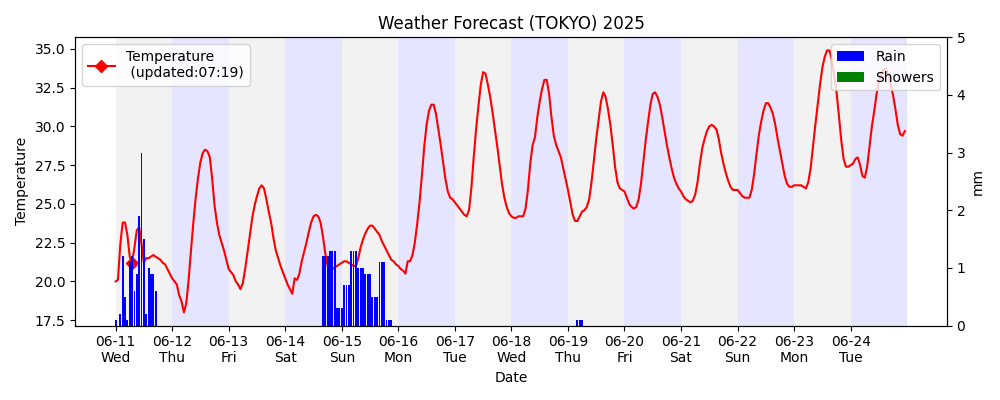 Weather Forecast (TOKYO) 2025
Temperature
(updated:07:19)
Rain
Showers
Temperature
35.0
32.5
30.0
27.5
25.0
22.5
20.0
17.5
5
4
3
2
1
0
mm
06-11 06-12 06-13 06-14 06-15 06-16 06-17 06-18 06-19 06-20 06-21 06-22 06-23 06-24
Wed Thu Fri Sat Sun Mon Tue Wed Thu Fri Sat Sun Mon Tue
Date